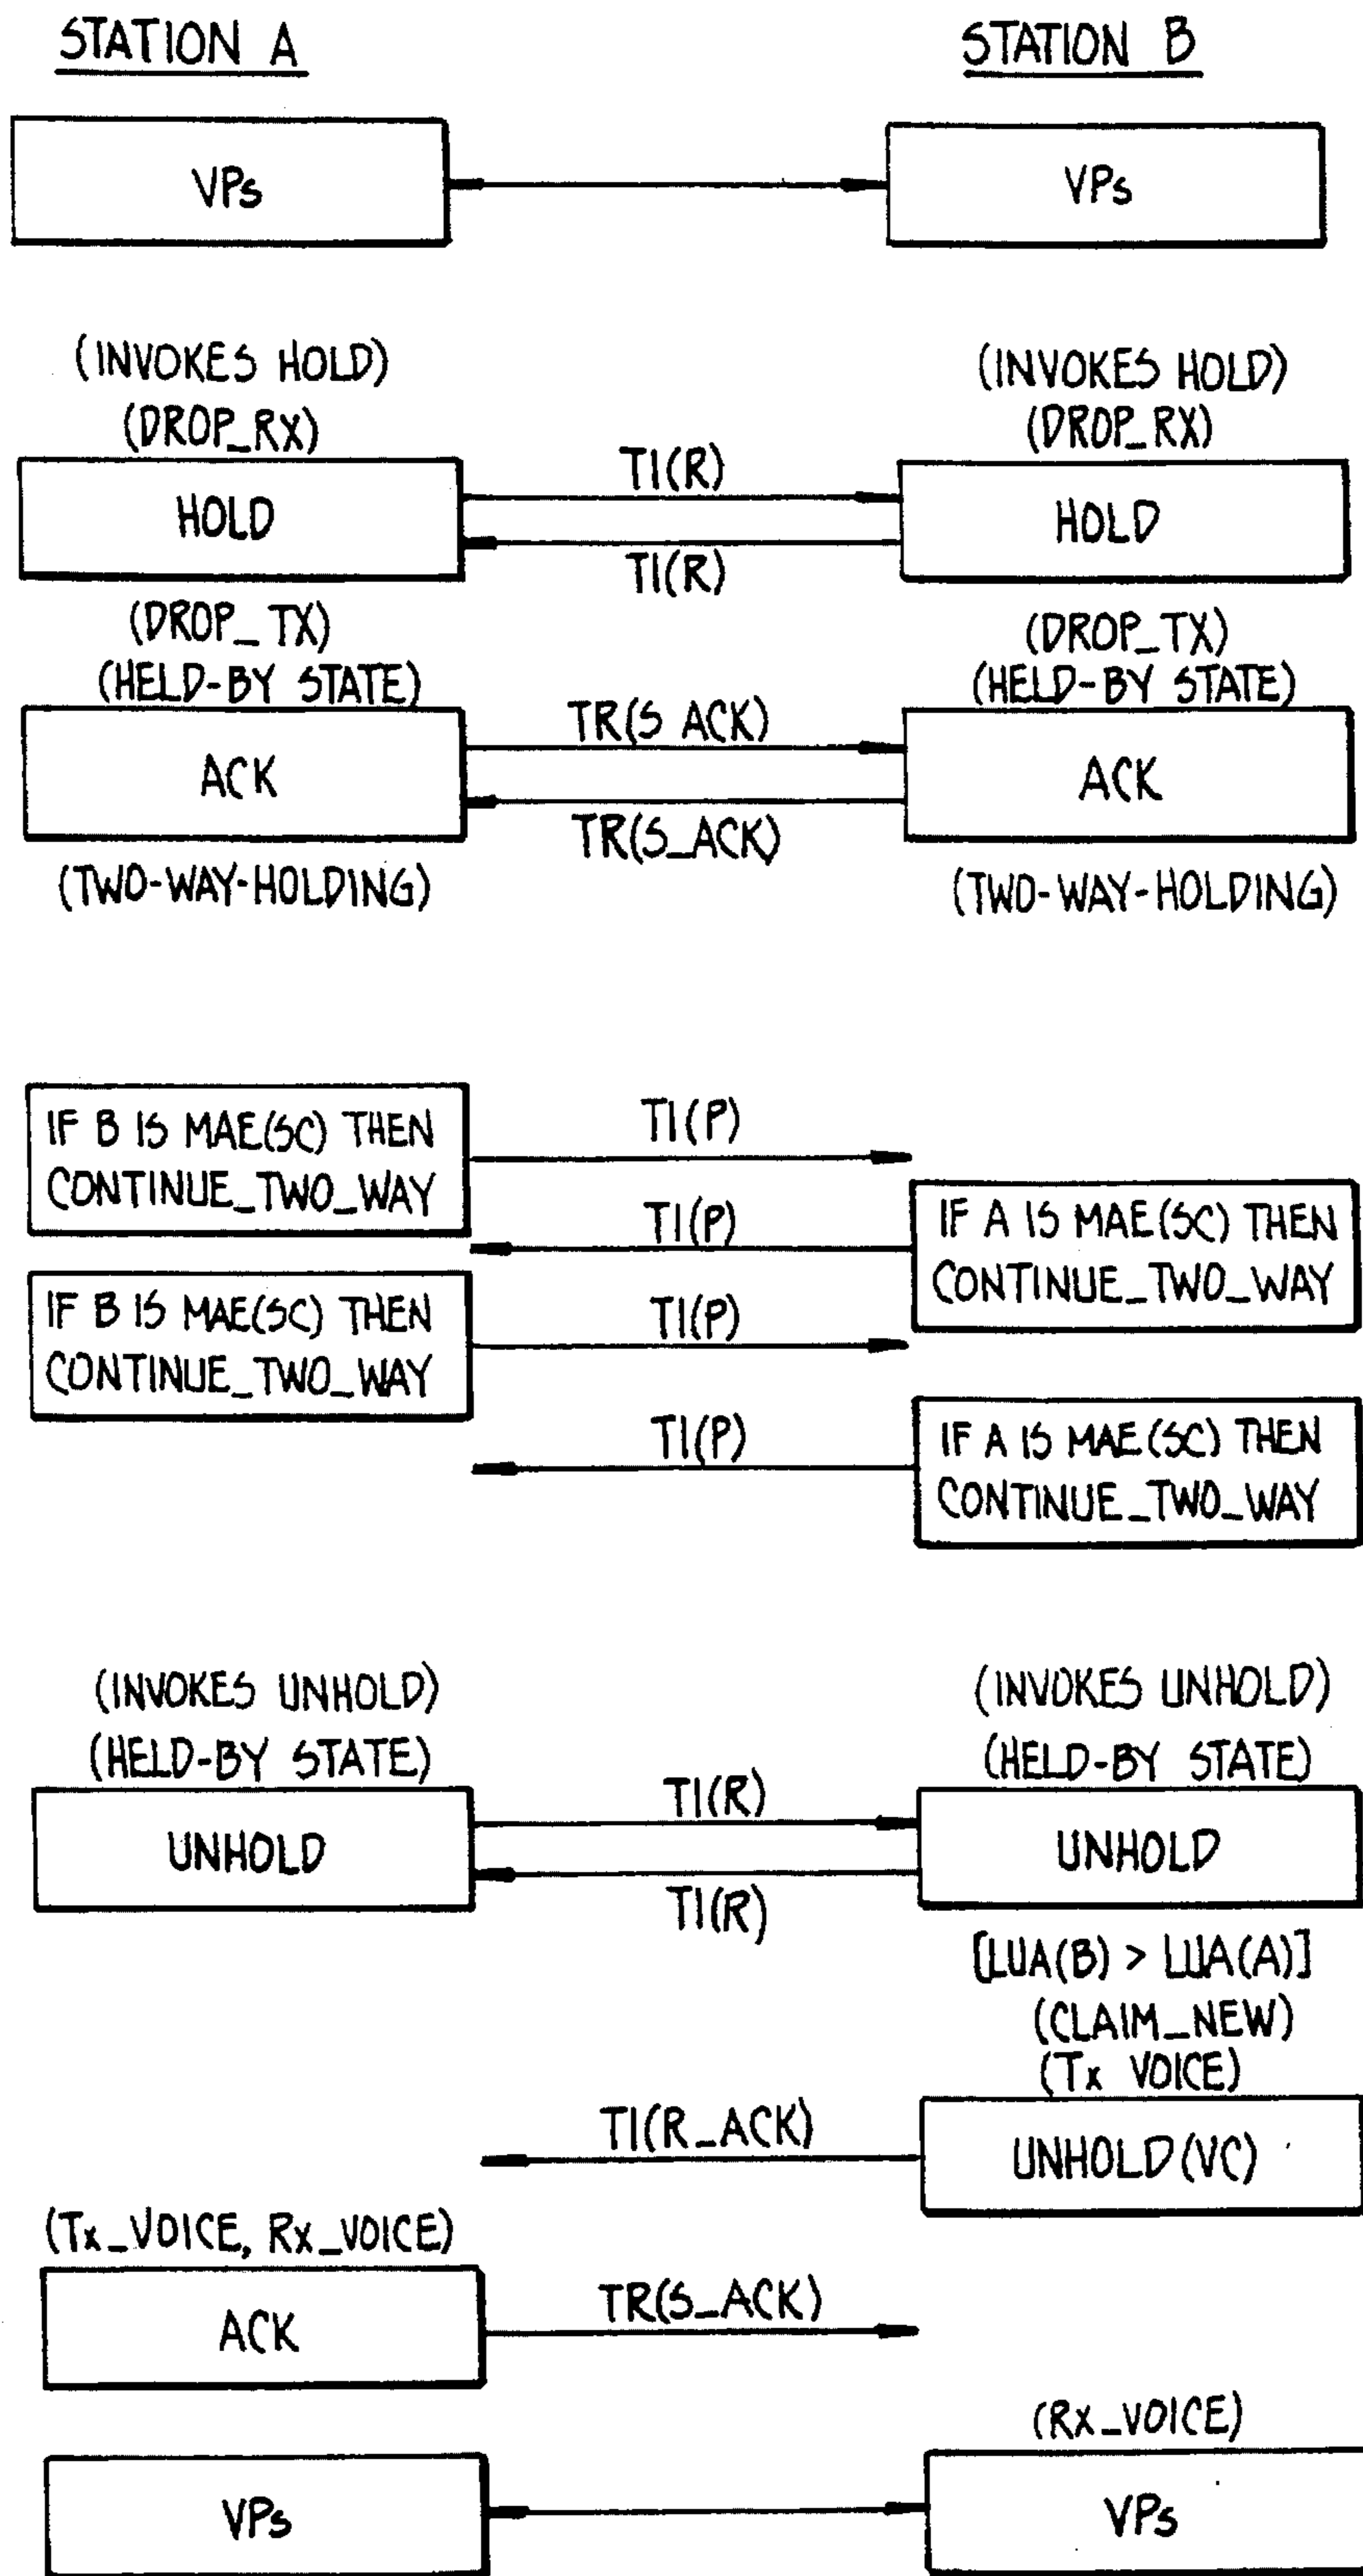 STATION A
STATION B
VPs
VPs
(INVOKES HOLD)
(DROP_RX)
(INVOKES HOLD)
(DROP_RX)
HOLD
TI(R)
TI(R)
HOLD
(DROP_TX)
(HELD-BY STATE)
(DROP_TX)
(HELD-BY STATE)
ACK
TR(S ACK)
TR(S_ACK)
ACK
(TWO-WAY-HOLDING)
(TWO-WAY-HOLDING)
IF B IS MAE(SC) THEN
CONTINUE_TWO_WAY
TI(P)
TI(P)
IF A IS MAE(SC) THEN
CONTINUE_TWO_WAY
IF B IS MAE(SC) THEN
CONTINUE_TWO_WAY
TI(P)
TI(P)
IF A IS MAE(SC) THEN
CONTINUE_TWO_WAY
(INVOKES UNHOLD)
(HELD-BY STATE)
(INVOKES UNHOLD)
(HELD-BY STATE)
UNHOLD
TI(R)
TI(R)
UNHOLD
[LUA(B) > LUA(A)]
(CLAIM_NEW)
(Tx VOICE)
TI(R_ACK)
UNHOLD(VC)
(Tx_VOICE, Rx_VOICE)
ACK
TR(S_ACK)
(Rx_VOICE)
VPs
VPs